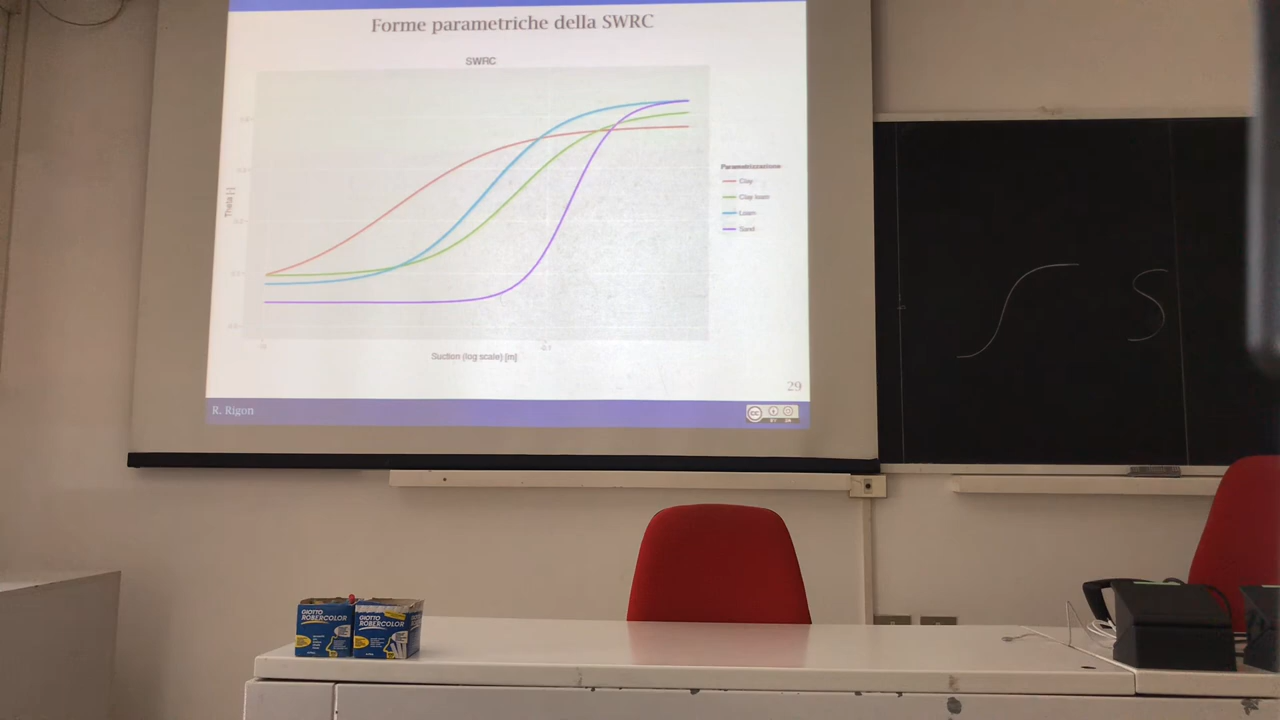 Forme parametriche della SWRC
SWRC
Theta [-]
Suction (log scale) [m]
Parametrizzazione
Clay
Clay loam
Loam
Sand
29
R. Rigon
cc
S
GIOTTO
ROBERCOLOR
GIOTTO
ROBERCOLOR